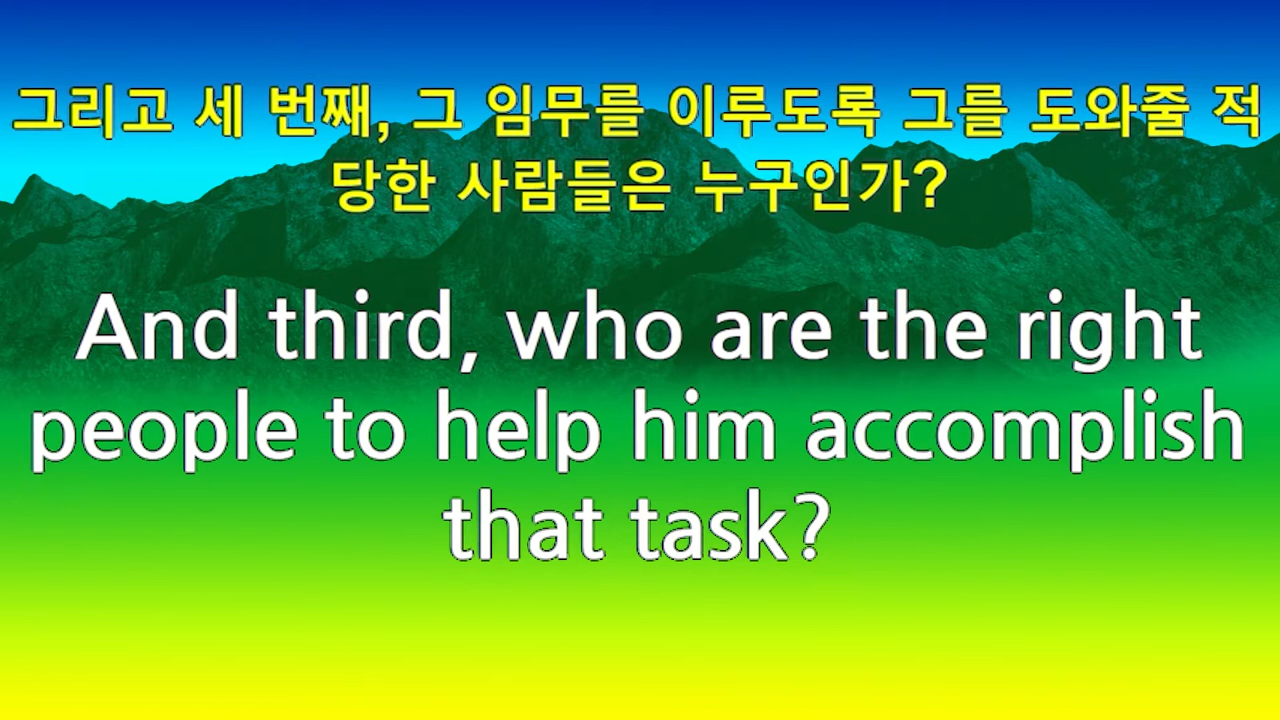 그리고 세 번째, 그 임무를 이루도록 그를 도와줄 적
당한 사람들은 누구인가?
And third, who are the right
people to help him accomplish
that task?